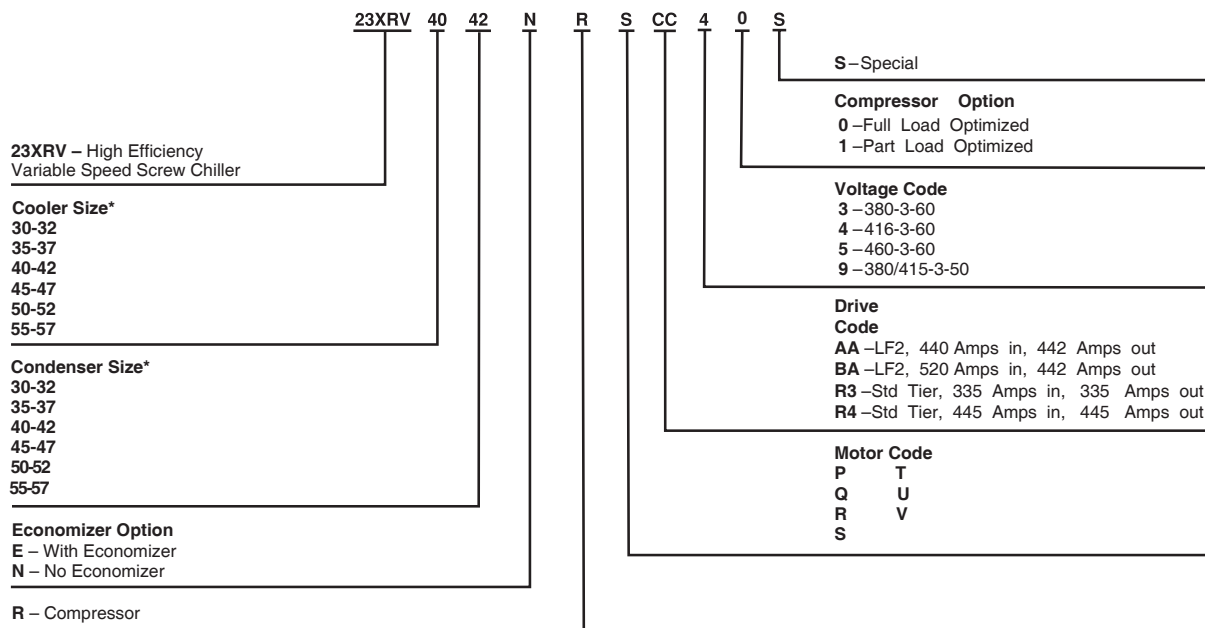 23XRV 40 42 N R S CC 4 0 S
23XRV – High Efficiency
Variable Speed Screw Chiller
Cooler Size*
30-32
35-37
40-42
45-47
50-52
55-57
Condenser Size*
30-32
35-37
40-42
45-47
50-52
55-57
Economizer Option
E – With Economizer
N – No Economizer
R – Compressor
S –Special
Compressor Option
0 –Full Load Optimized
1 –Part Load Optimized
Voltage Code
3 –380-3-60
4 –416-3-60
5 –460-3-60
9 –380/415-3-50
Drive
Code
AA –LF2, 440 Amps in, 442 Amps out
BA –LF2, 520 Amps in, 442 Amps out
R3 –Std Tier, 335 Amps in, 335 Amps out
R4 –Std Tier, 445 Amps in, 445 Amps out
Motor Code
P T
Q U
R V
S